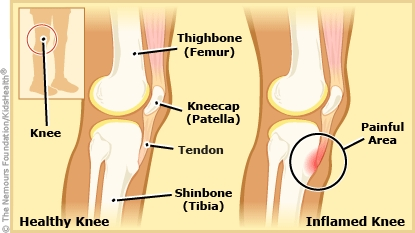 © The Nemours Foundation/KidsHealth®
Knee
Thighbone
(Femur)
Kneecap
(Patella)
Tendon
Shinbone
(Tibia)
Healthy Knee
Painful
Area
Inflamed Knee